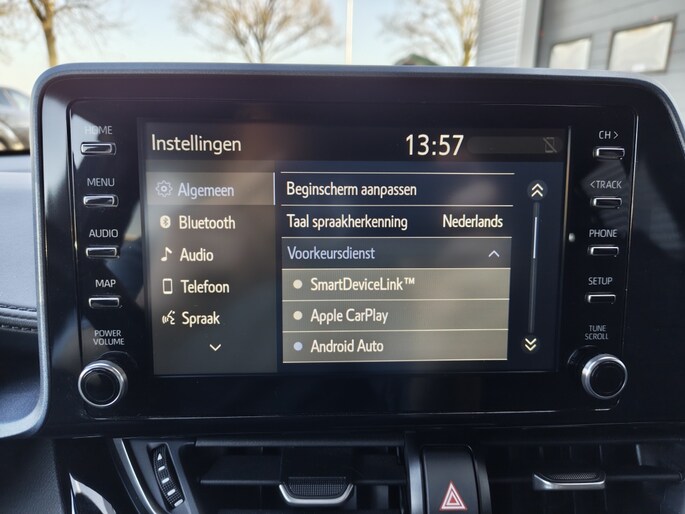 HOME
MENU
AUDIO
MAP
POWER
VOLUME
Instellingen
13:57
Algemeen
Bluetooth
Audio
Telefoon
Spraak
Beginscherm aanpassen
Taal spraakherkenning Nederlands
Voorkeursdienst
SmartDeviceLink™
Apple CarPlay
Android Auto
CH >
< TRACK
PHONE
SETUP
TUNE
SCROLL